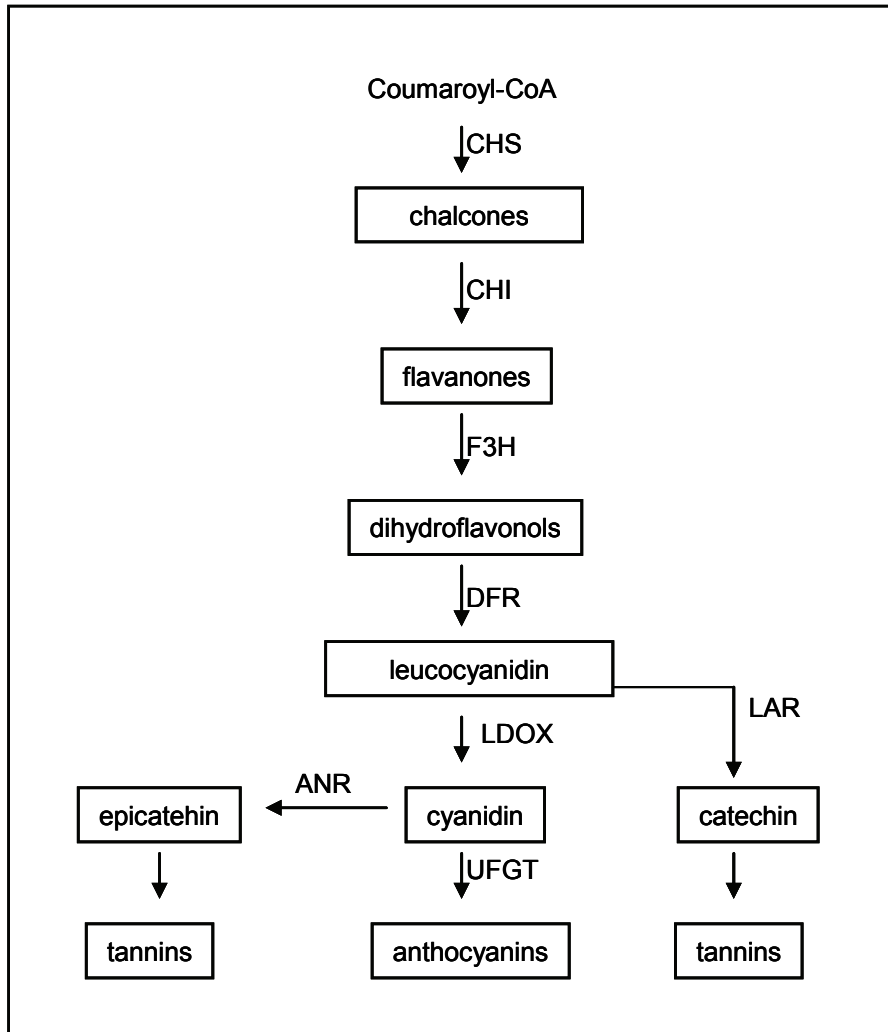 Coumaroyl-CoA
CHS
chalcones
CHI
flavanones
F3H
dihydroflavonols
DFR
leucocyanidin
LAR
LDOX
ANR
epicatehin
cyanidin
catechin
UFGT
tannins
anthocyanins
tannins